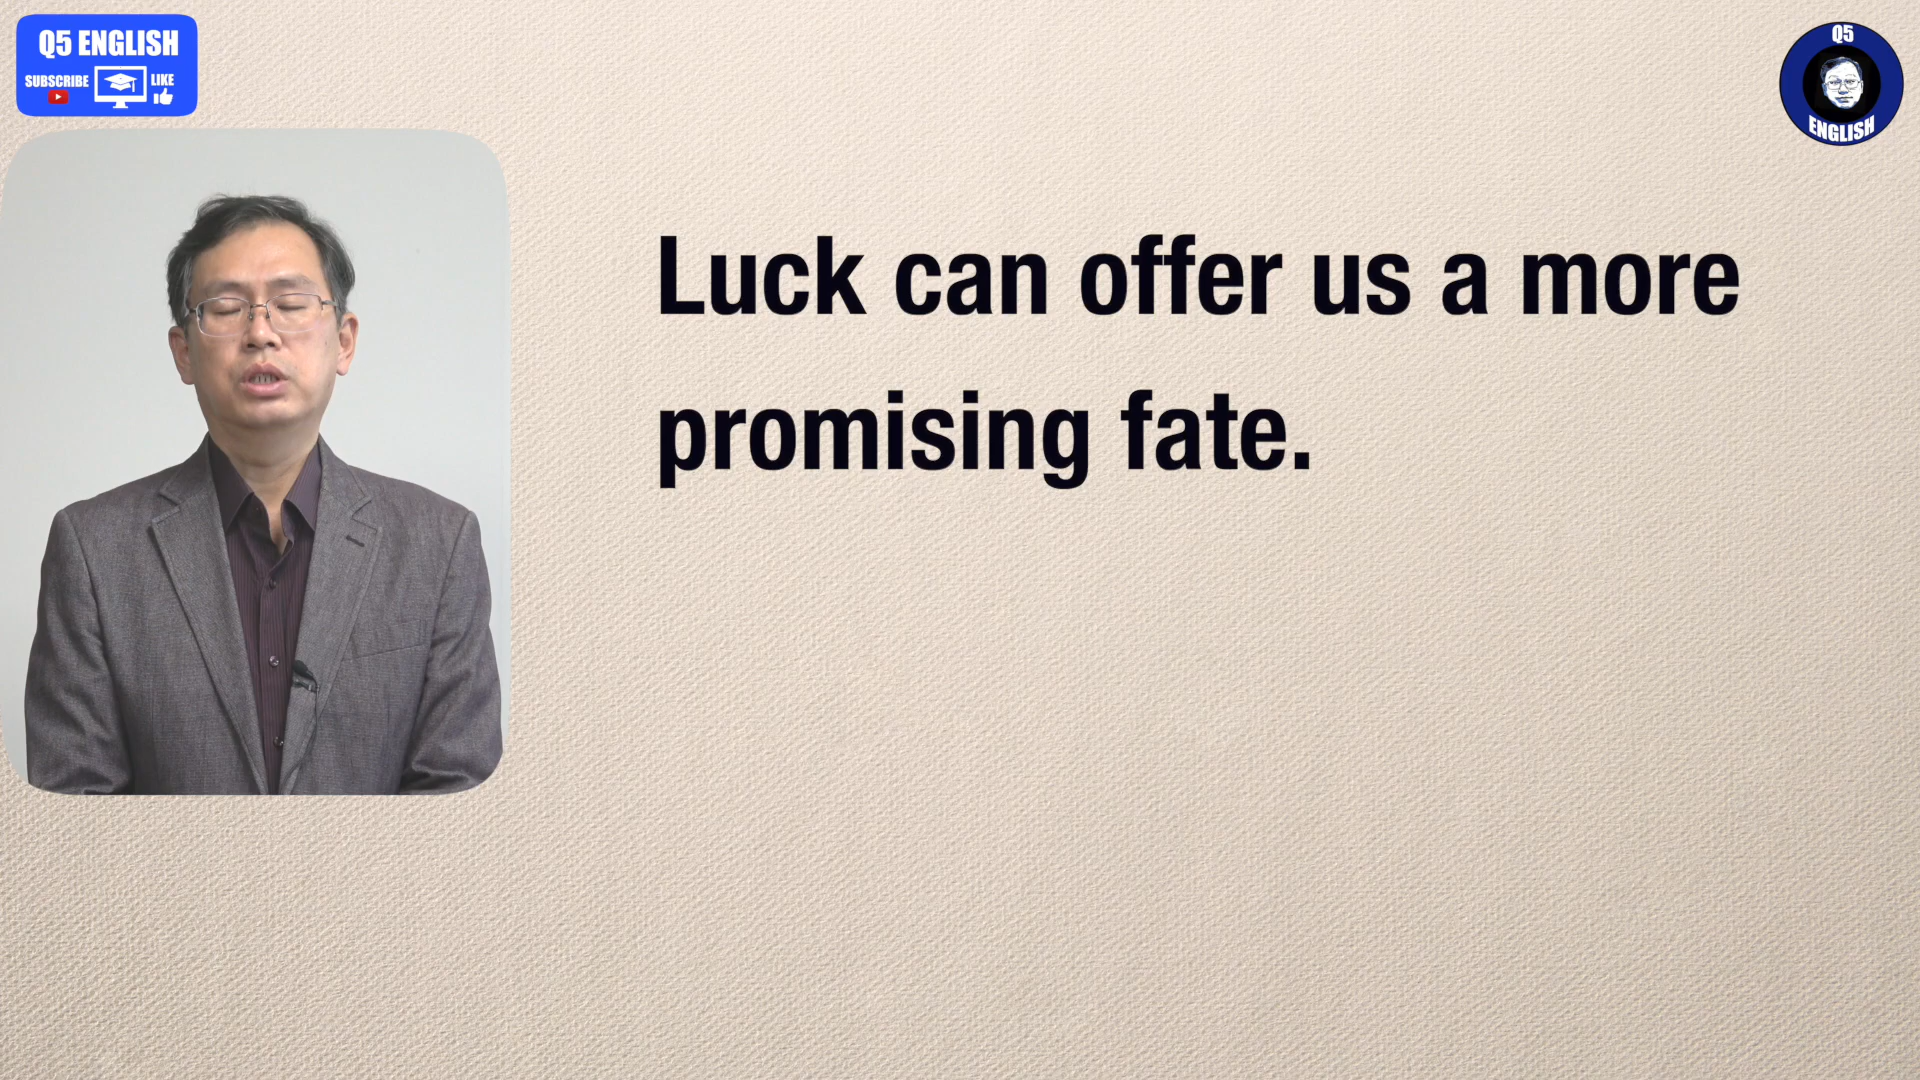 Q5 ENGLISH
SUBSCRIBE
LIKE
Q5
ENGLISH
Luck can offer us a more
promising fate.